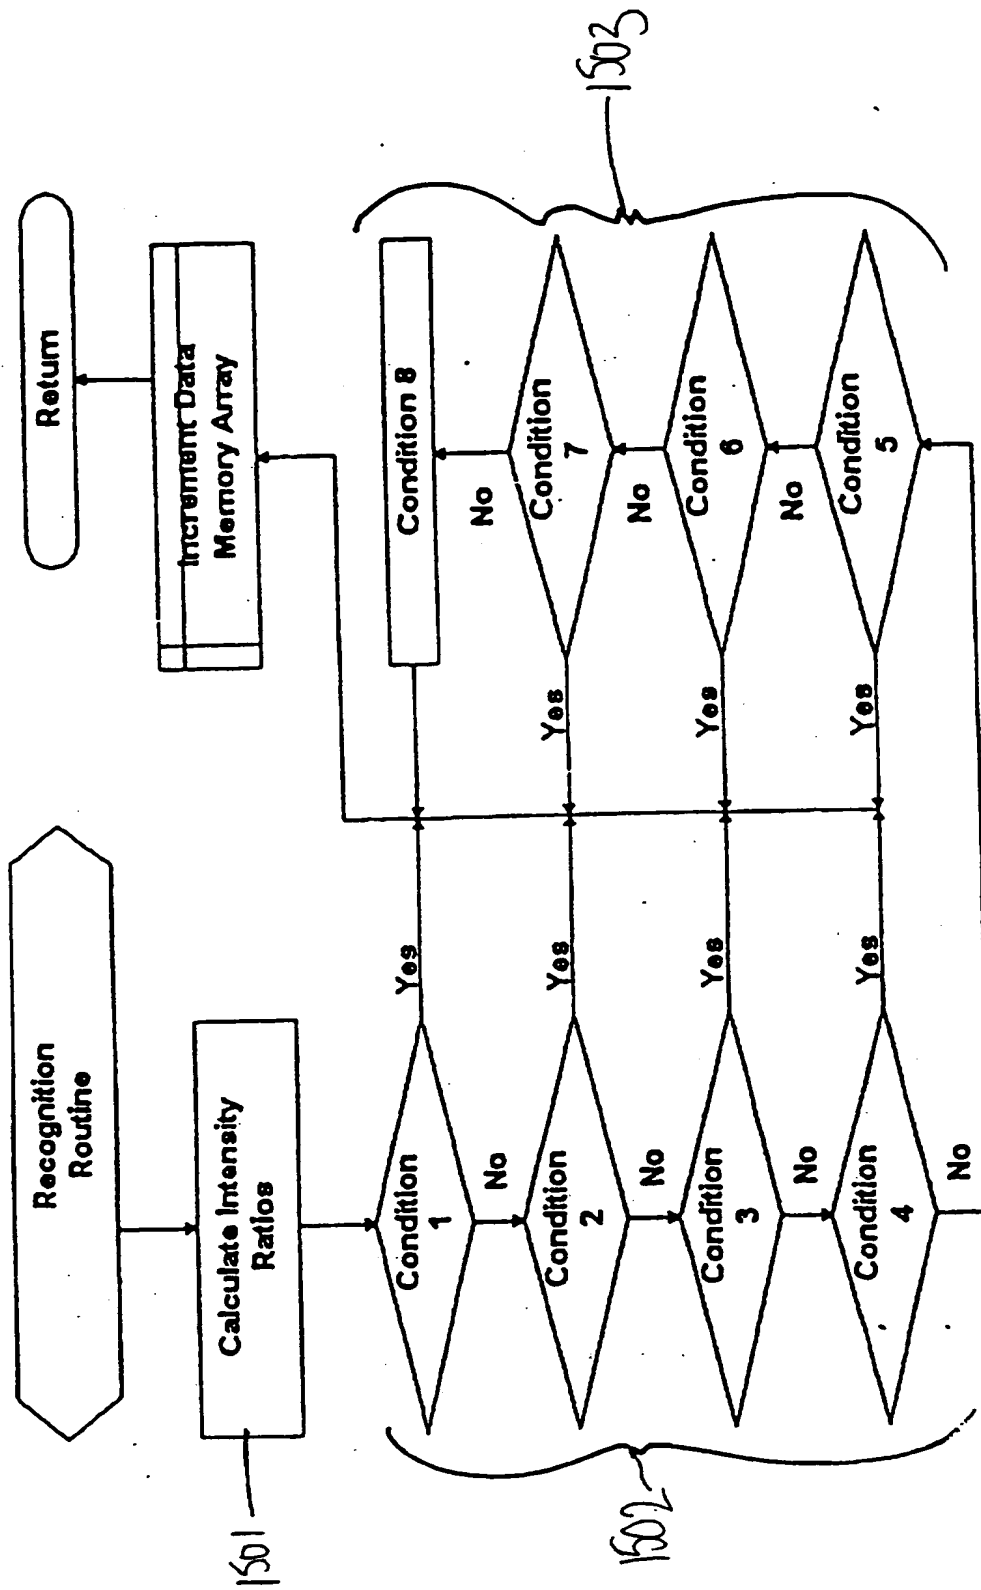 Recognition
Routine
1501
Calculate Intensity
Ratios
1502
Condition
1
Yes
No
Condition
2
Yes
No
Condition
3
Yes
No
Condition
4
Yes
No
Return
Increment Data
Memory Array
1503
Condition 8
No
Condition
7
Yes
No
Condition
6
Yes
No
Condition
5
Yes